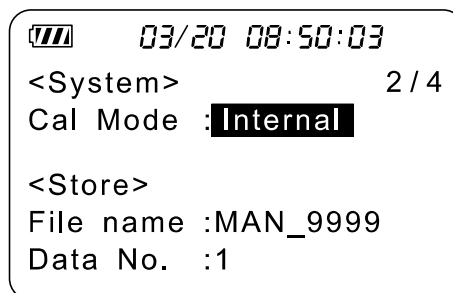 03/20 08:50:03
<System> 2/4
Cal Mode :Internal
<Store>
File name :MAN_9999
Data No. :1